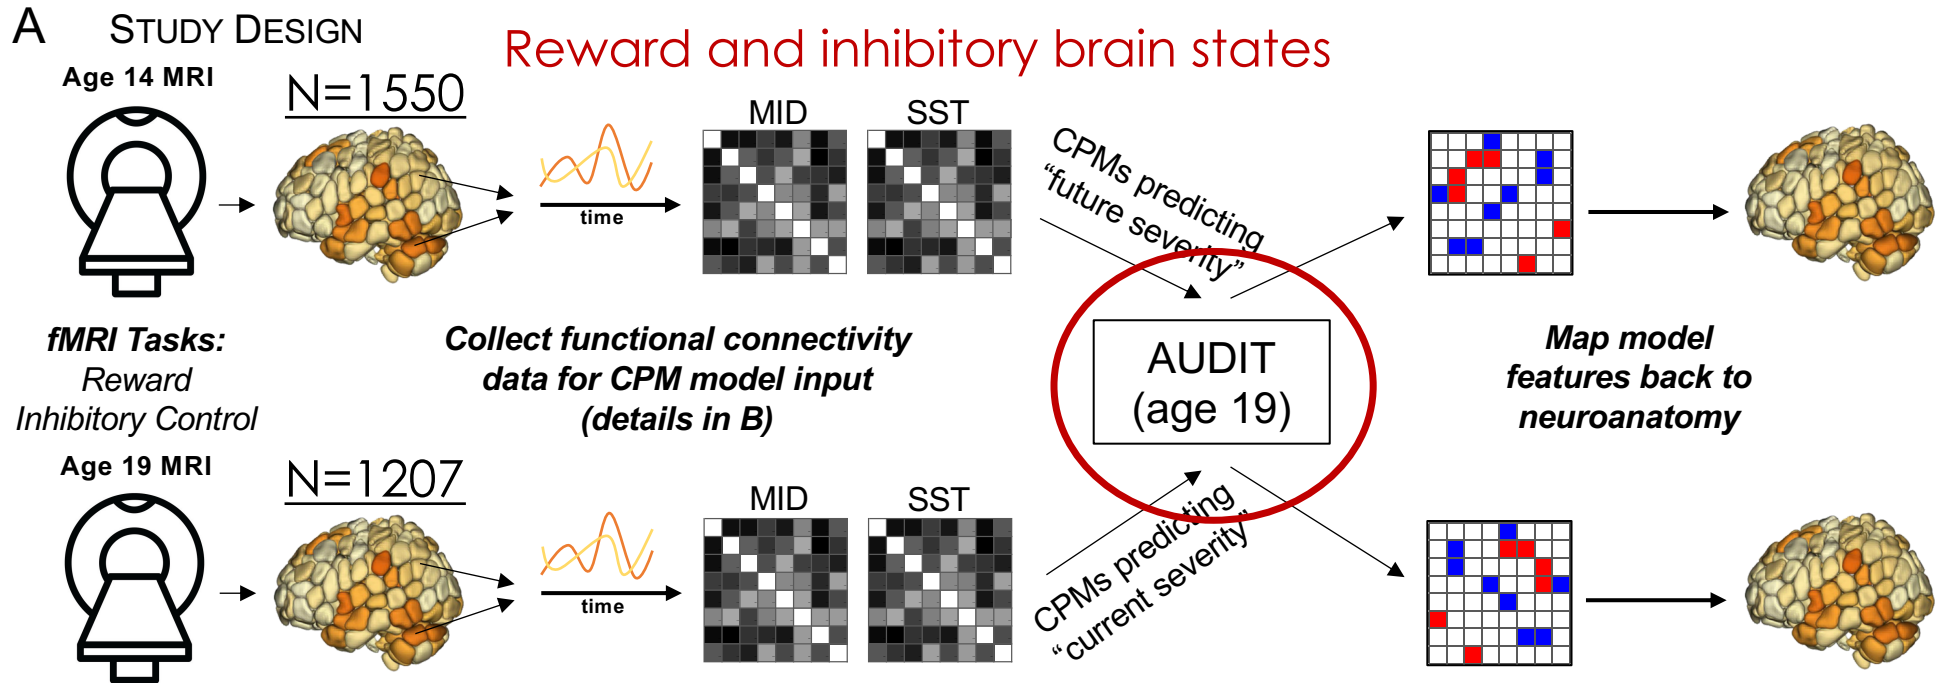 A STUDY DESIGN
Reward and inhibitory brain states
Age 14 MRI
N=1550
time
MID
SST
CPMs predicting
“future severity”
fMRI Tasks:
Reward
Inhibitory Control
Collect functional connectivity
data for CPM model input
(details in B)
AUDIT
(age 19)
Map model
features back to
neuroanatomy
Age 19 MRI
N=1207
time
MID
SST
CPMs predicting
“current severity”